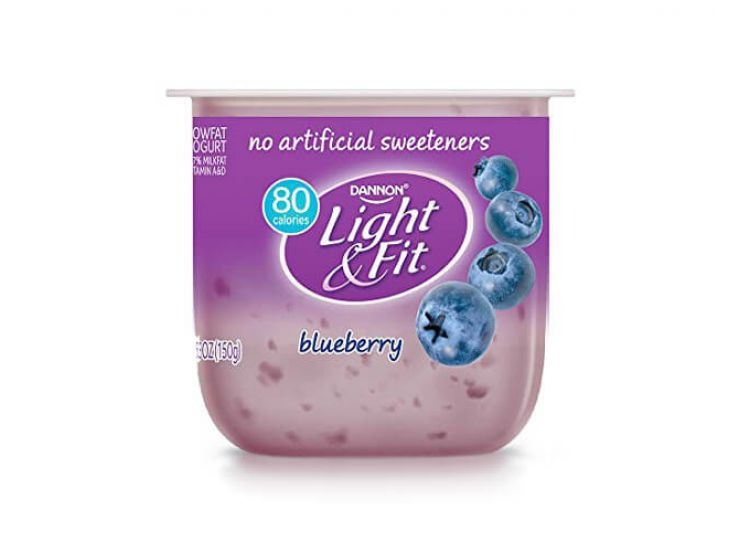 no artificial sweeteners
80
calories
DANNON®
Light
& Fit®
blueberry
OWFAT
OGURT
% MILKFAT
TAMIN A&D
OZ(150g)